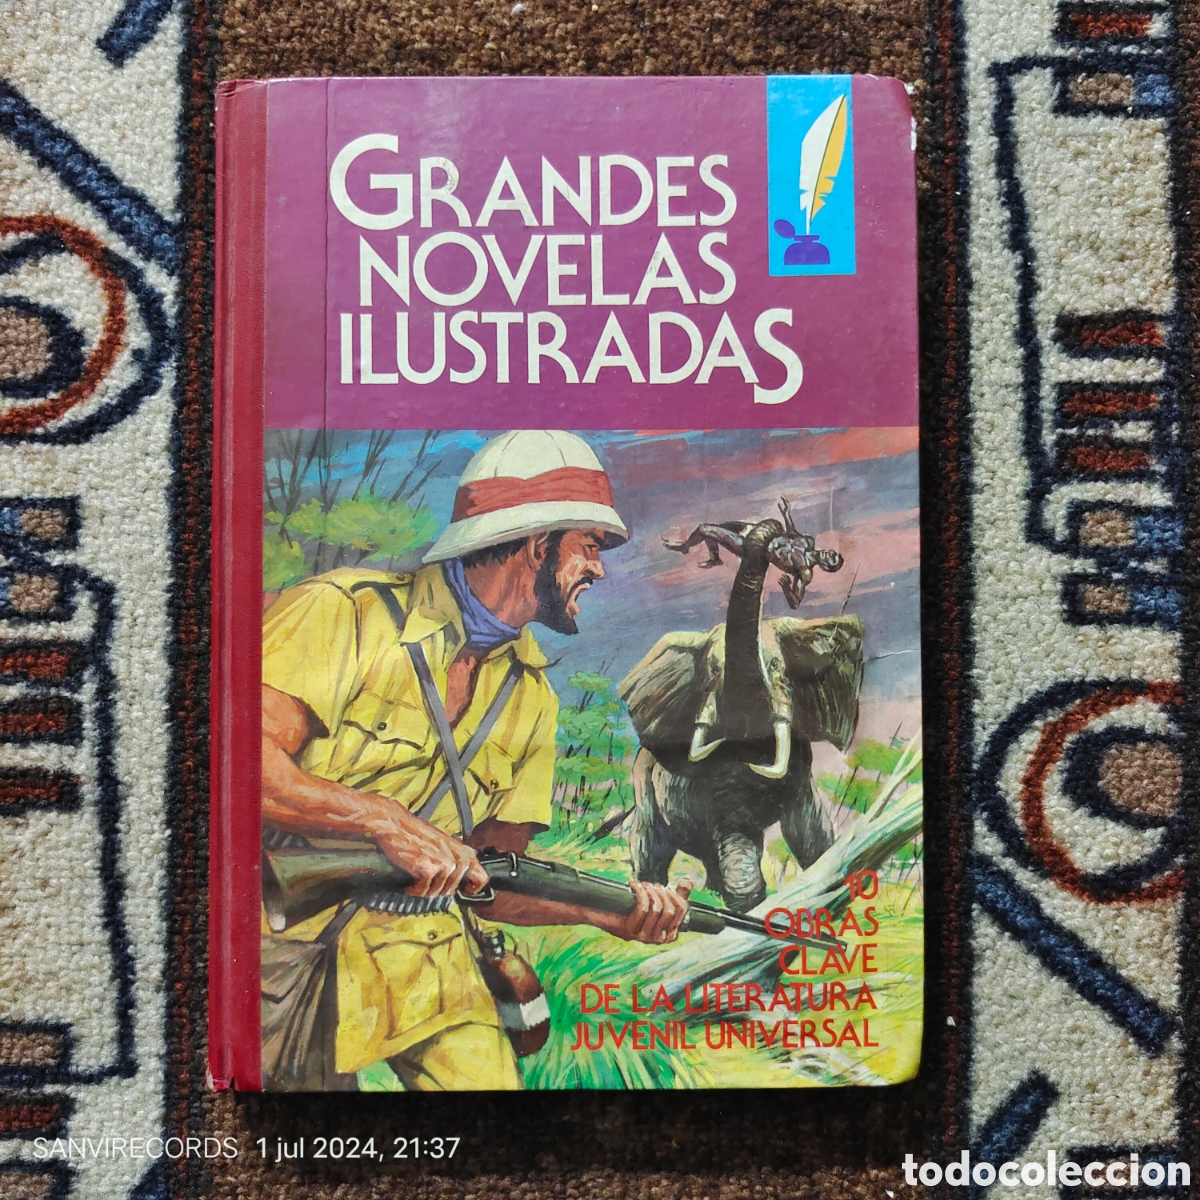 GRANDES
NOVELAS
ILUSTRADAS
10
OBRAS
CLAVE
DE LA LITERATURA
JUVENIL UNIVERSAL
SANVIRECORDS 1 jul 2024, 21:37
todocoleccion